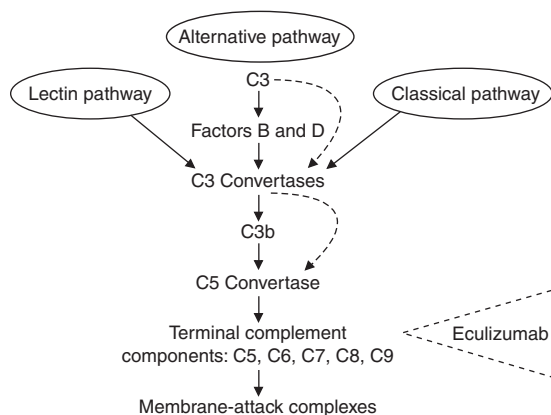 Alternative pathway
Lectin pathway
C3
Classical pathway
Factors B and D
C3 Convertases
C3b
C5 Convertase
Terminal complement
components: C5, C6, C7, C8, C9
Eculizumab
Membrane-attack complexes